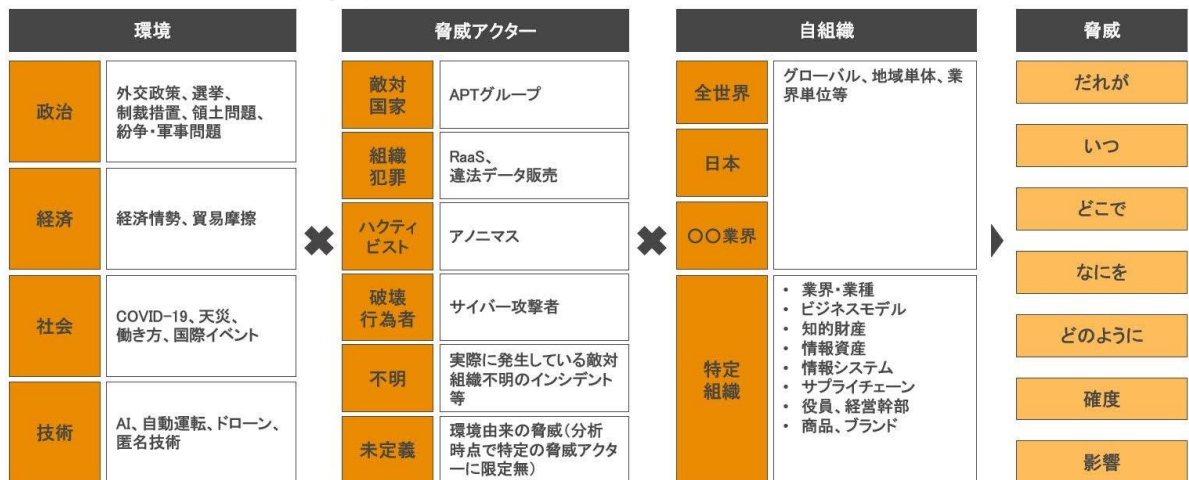 環境
政治
外交政策、選挙、
制裁措置、領土問題、
紛争・軍事問題
経済
経済情勢、貿易摩擦
社会
COVID-19、天災、
働き方、国際イベント
技術
AI、自動運転、ドローン、
匿名技術
脅威アクター
敵対
国家
APTグループ
組織
犯罪
RaaS、
違法データ販売
ハクティ
ビスト
アノニマス
破壊
行為者
サイバー攻撃者
不明
実際に発生している敵対
組織不明のインシデント
等
未定義
環境由来の脅威(分析
時点で特定の脅威アクタ
ーに限定無)
自組織
全世界
日本
〇〇業界
グローバル、地域単体、業
界単位等
特定
組織
• 業界・業種
• ビジネスモデル
• 知的財産
• 情報資産
• 情報システム
• サプライチェーン
• 役員、経営幹部
• 商品、ブランド
脅威
だれが
いつ
どこで
なにを
どのように
確度
影響